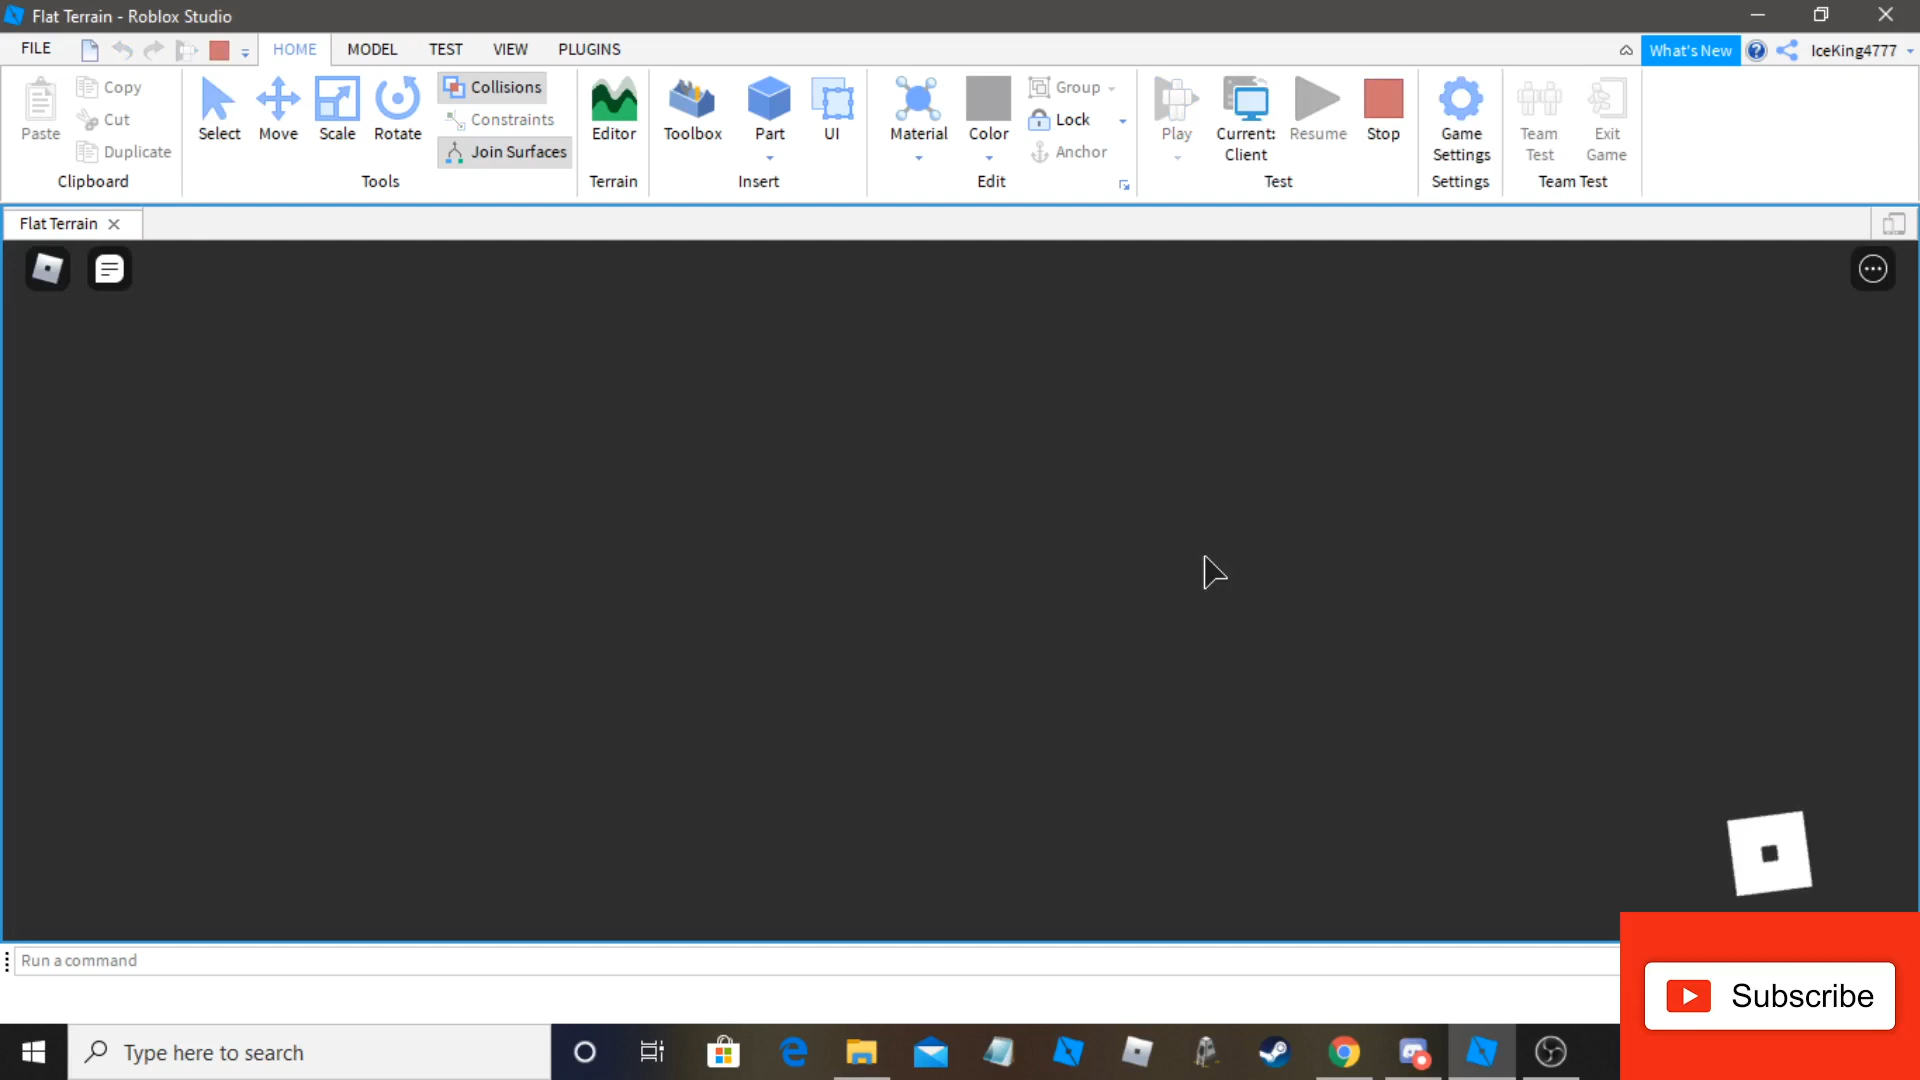 Flat Terrain - Roblox Studio
FILE HOME MODEL TEST VIEW PLUGINS What's New IceKing4777
Paste Copy Cut Duplicate
Clipboard
Select Move Scale Rotate Collisions Constraints Join Surfaces
Tools
Editor
Terrain
Toolbox Part UI
Insert
Material Color Group Lock Anchor
Edit
Play Current: Client Resume Stop
Test
Game Settings
Settings
Team Test Exit Game
Team Test
Flat Terrain
Run a command
Subscribe
Type here to search